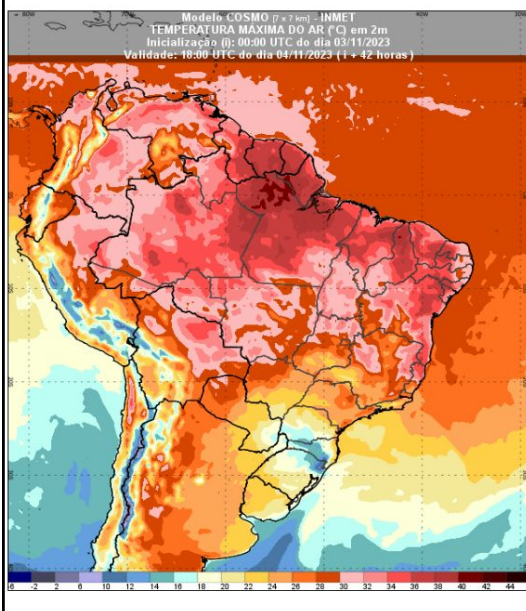 Modelo COSMO [7 x 7 km] - INMET
TEMPERATURA MAXIMA DO AR (°C) em 2m
Inicialização (i): 00:00 UTC do dia 03/11/2023
Validade: 18:00 UTC do dia 04/11/2023 ( i + 42 horas )
-6 -2 2 6 10 12 14 16 18 20 22 24 26 28 30 32 34 36 38 40 42 44